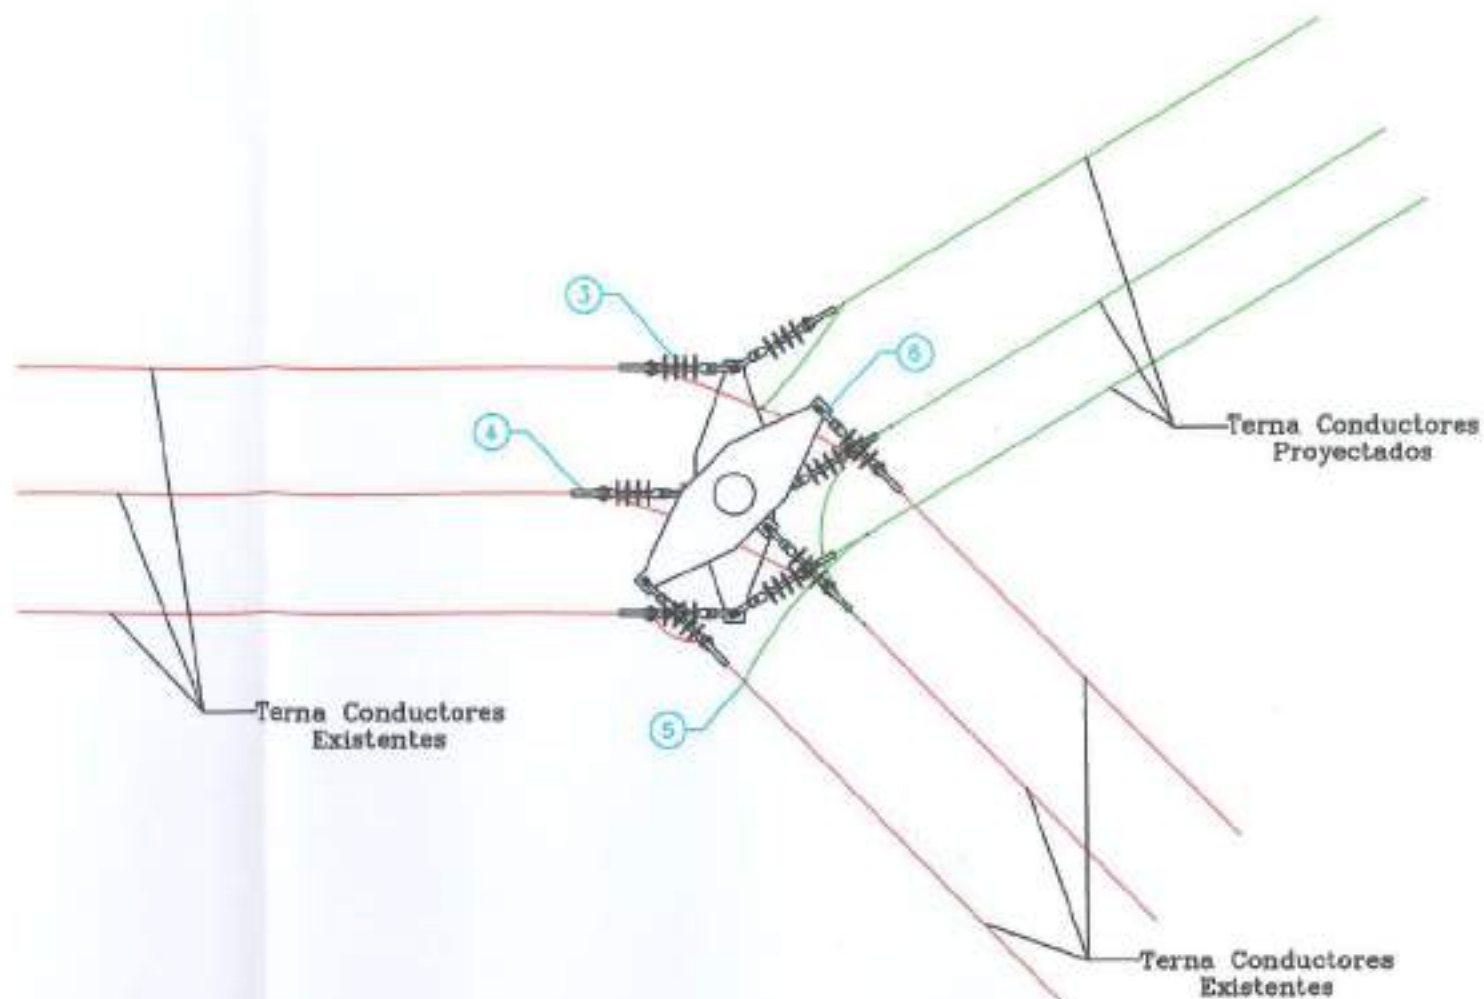 3
6
4
Terna Conductores
Proyectados
Terna Conductores
Existentes
5
Terna Conductores
Existentes